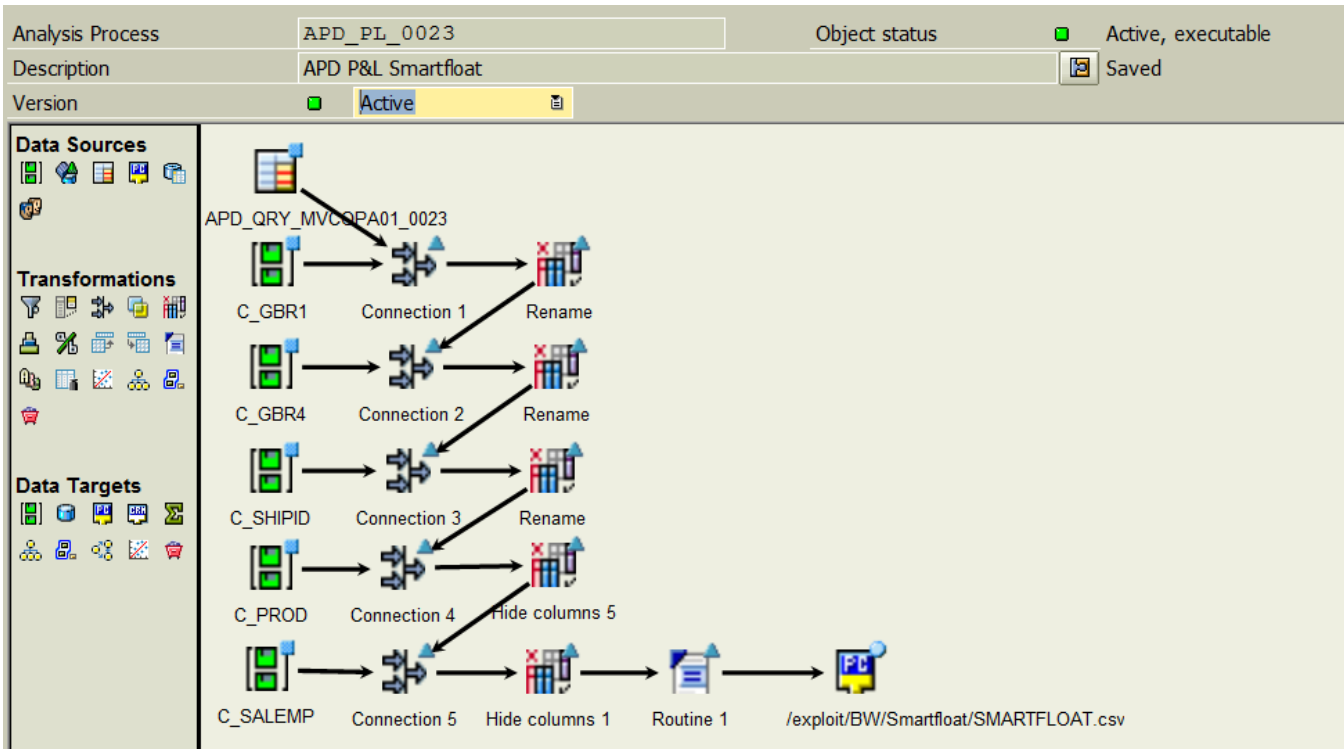 Analysis Process APD_PL_0023 Object status Active, executable
Description APD P&L Smartfloat Saved
Version Active
Data Sources
APD_QRY_MVCOPA01_0023
Transformations
C_GBR1 Connection 1 Rename
C_GBR4 Connection 2 Rename
Data Targets
C_SHIPID Connection 3 Rename
C_PROD Connection 4 Hide columns 5
C_SALEMP Connection 5 Hide columns 1 Routine 1 /exploit/BW/Smartfloat/SMARTFLOAT.csv